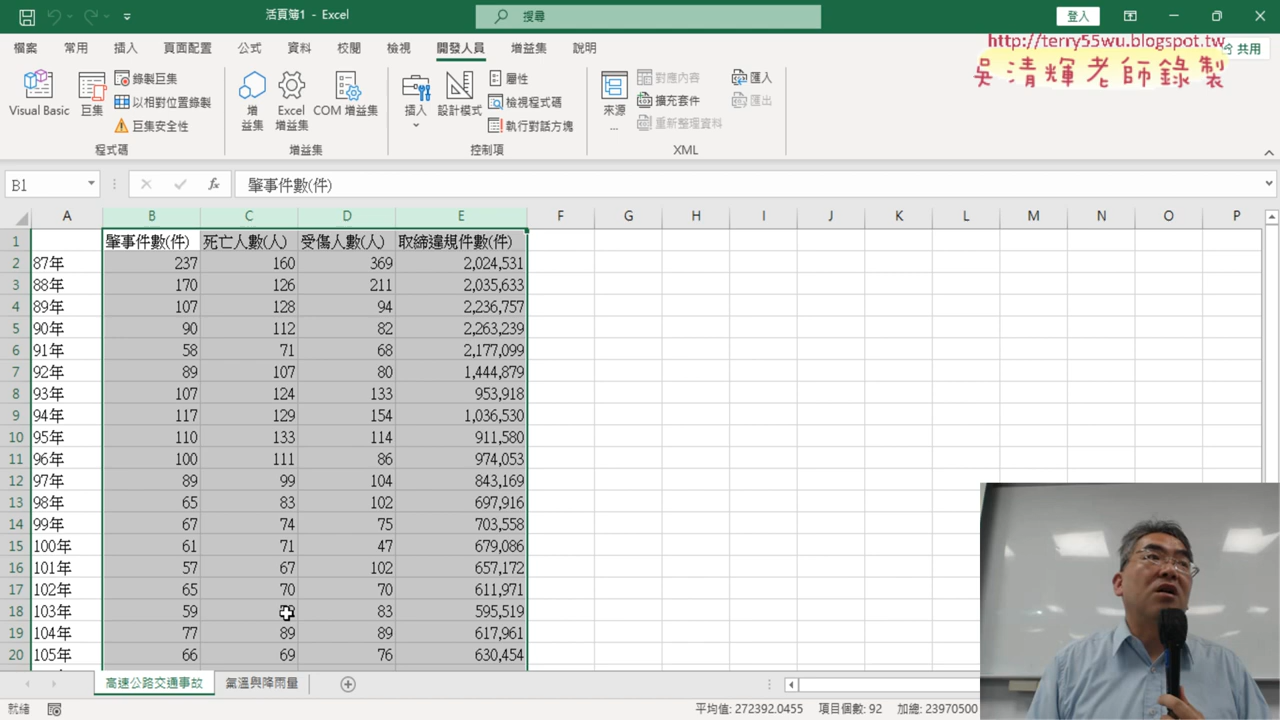 活頁簿1 - Excel
搜尋
登入
檔案 常用 插入 頁面配置 公式 資料 校閱 檢視 開發人員 增益集 說明
共用
http://terry55wu.blogspot.tw
吳清輝老師錄製
Visual Basic
巨集
錄製巨集
以相對位置錄製
巨集安全性
程式碼
增益集
Excel 增益集
COM 增益集
增益集
插入
設計模式
屬性
檢視程式碼
執行對話方塊
控制項
來源...
對應內容
擴充套件
重新整理資料
匯入
匯出
XML
B1
fx
肇事件數(件)
A B C D E F G H I J K L M N O P
1 肇事件數(件) 死亡人數(人) 受傷人數(人) 取締違規件數(件)
2 87年 237 160 369 2,024,531
3 88年 170 126 211 2,035,633
4 89年 107 128 94 2,236,757
5 90年 90 112 82 2,263,239
6 91年 58 71 68 2,177,099
7 92年 89 107 80 1,444,879
8 93年 107 124 133 953,918
9 94年 117 129 154 1,036,530
10 95年 110 133 114 911,580
11 96年 100 111 86 974,053
12 97年 89 99 104 843,169
13 98年 65 83 102 697,916
14 99年 67 74 75 703,558
15 100年 61 71 47 679,086
16 101年 57 67 102 657,172
17 102年 65 70 70 611,971
18 103年 59 83 595,519
19 104年 77 89 89 617,961
20 105年 66 69 76 630,454
高速公路交通事故 氣溫與降雨量
就緒
平均值: 272392.0455 項目個數: 92 加總: 23970500